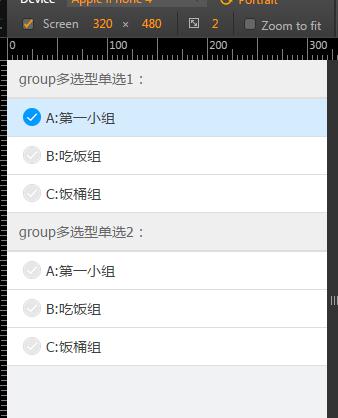 Device Apple iPhone 4 Portrait
Screen 320 × 480 2 Zoom to fit
0 100 200 300
group多选型单选1：
A:第一小组
B:吃饭组
C:饭桶组
group多选型单选2：
A:第一小组
B:吃饭组
C:饭桶组